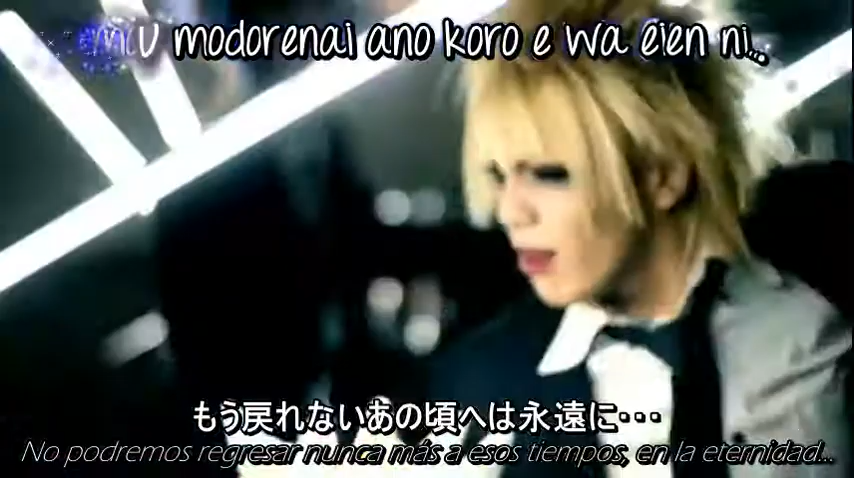 modorenai ano koro e wa eien ni...
もう戻れないあの頃へは永遠に･･･
No podremos regresar nunca más a esos tiempos, en la eternidad...